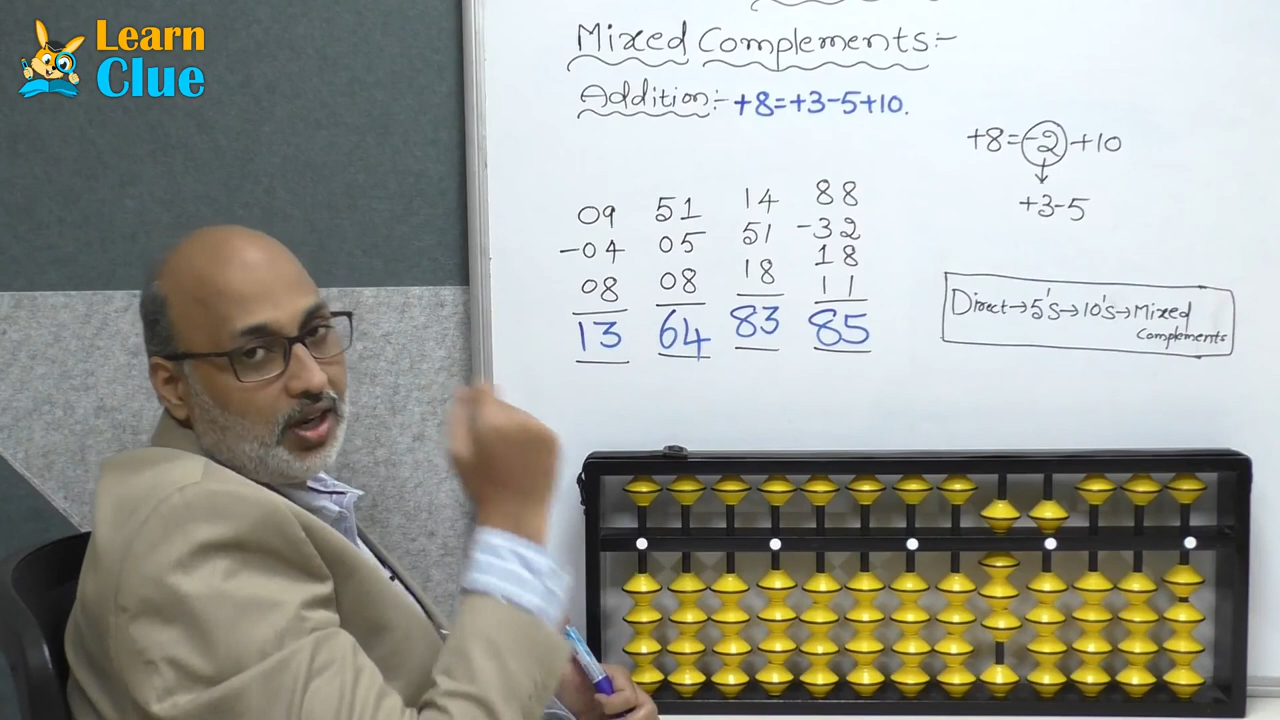 Learn
Clue
Mixed Complements:-
Addition:- +8=+3-5+10.
+8=-2+10
+3-5
09 51 14 88
-04 05 51 -32
08 08 18 18
11
13 64 83 85
Direct→5's→10's→Mixed
Complements